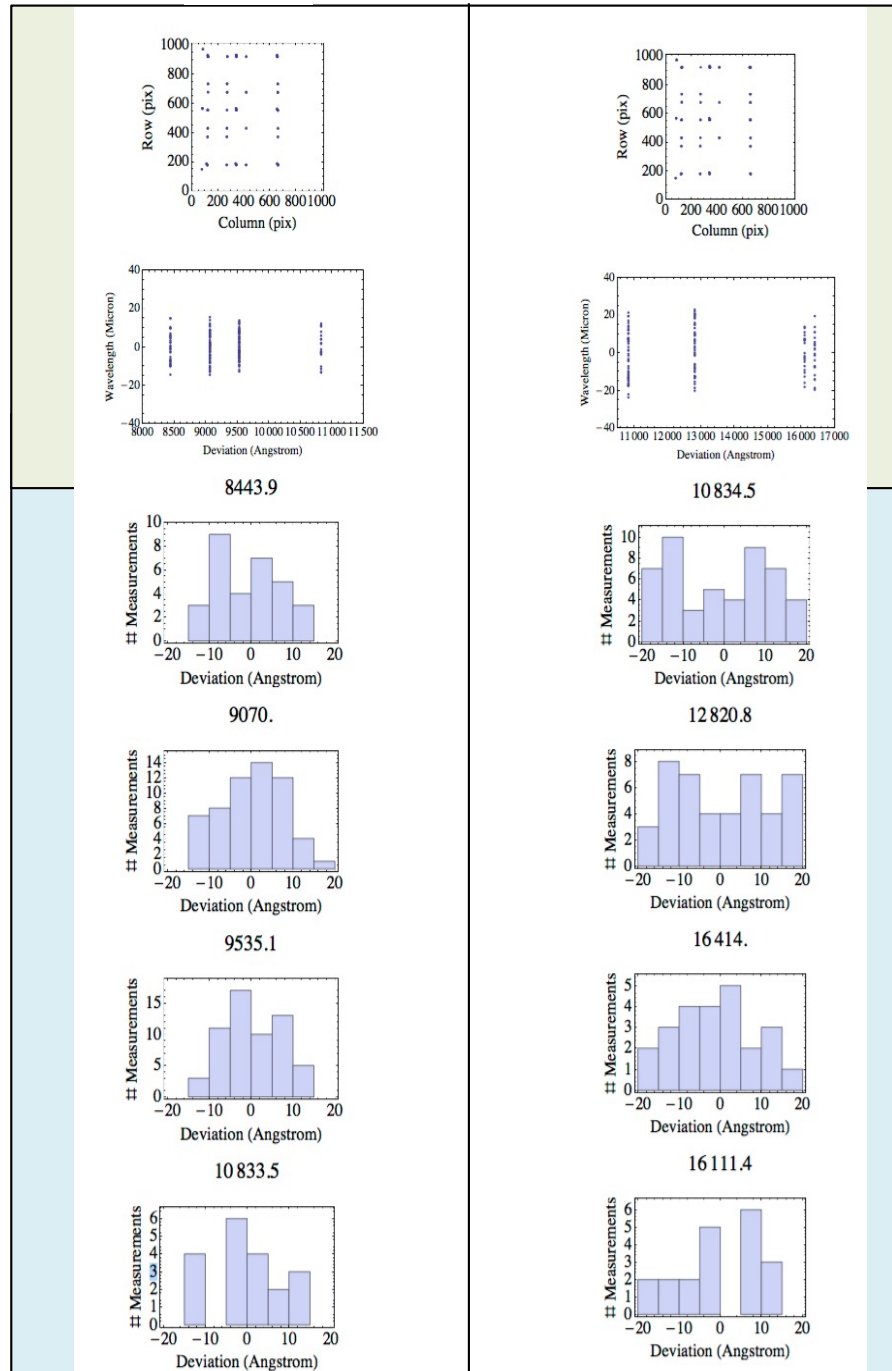 1000
800
600
400
200
0
Row (pix)
0 200 400 600 800 1000
Column (pix)
40
20
0
−20
−40
Wavelength (Micron)
8000 8500 9000 9500 10000 10500 11000 11500
Deviation (Angstrom)
8443.9
10
8
6
4
2
0
# Measurements
−20 −10 0 10 20
Deviation (Angstrom)
9070.
14
12
10
8
6
4
2
0
# Measurements
−20 −10 0 10 20
Deviation (Angstrom)
9535.1
15
10
5
0
# Measurements
−20 −10 0 10 20
Deviation (Angstrom)
10833.5
6
5
4
3
2
1
0
# Measurements
−20 −10 0 10 20
Deviation (Angstrom)
1000
800
600
400
200
0
Row (pix)
0 200 400 600 800 1000
Column (pix)
40
20
0
−20
−40
Wavelength (Micron)
11000 12000 13000 14000 15000 16000 17000
Deviation (Angstrom)
10834.5
10
8
6
4
2
0
# Measurements
−20 −10 0 10 20
Deviation (Angstrom)
12820.8
8
6
4
2
0
# Measurements
−20 −10 0 10 20
Deviation (Angstrom)
16414.
5
4
3
2
1
0
# Measurements
−20 −10 0 10 20
Deviation (Angstrom)
16111.4
6
5
4
3
2
1
0
# Measurements
−20 −10 0 10 20
Deviation (Angstrom)